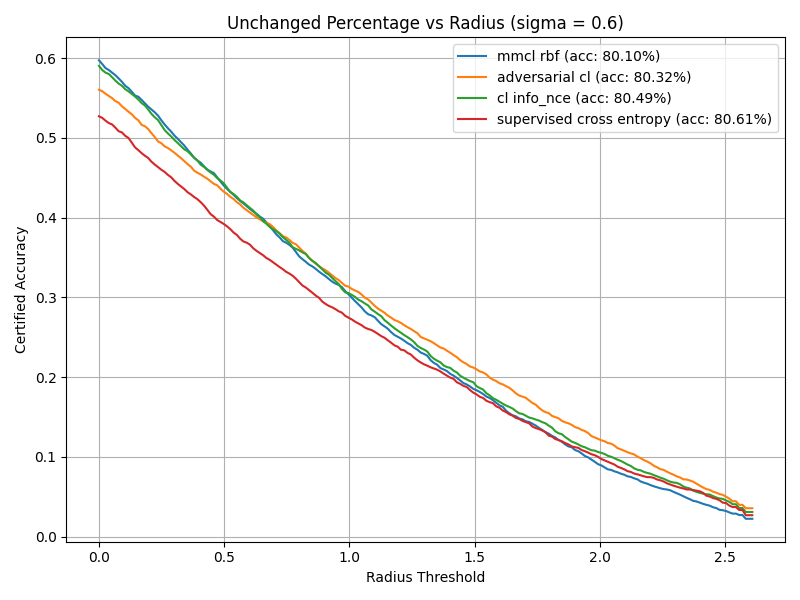 Unchanged Percentage vs Radius (sigma = 0.6)
mmcl rbf (acc: 80.10%)
adversarial cl (acc: 80.32%)
cl info_nce (acc: 80.49%)
supervised cross entropy (acc: 80.61%)
Certified Accuracy
0.6
0.5
0.4
0.3
0.2
0.1
0.0
0.0 0.5 1.0 1.5 2.0 2.5
Radius Threshold